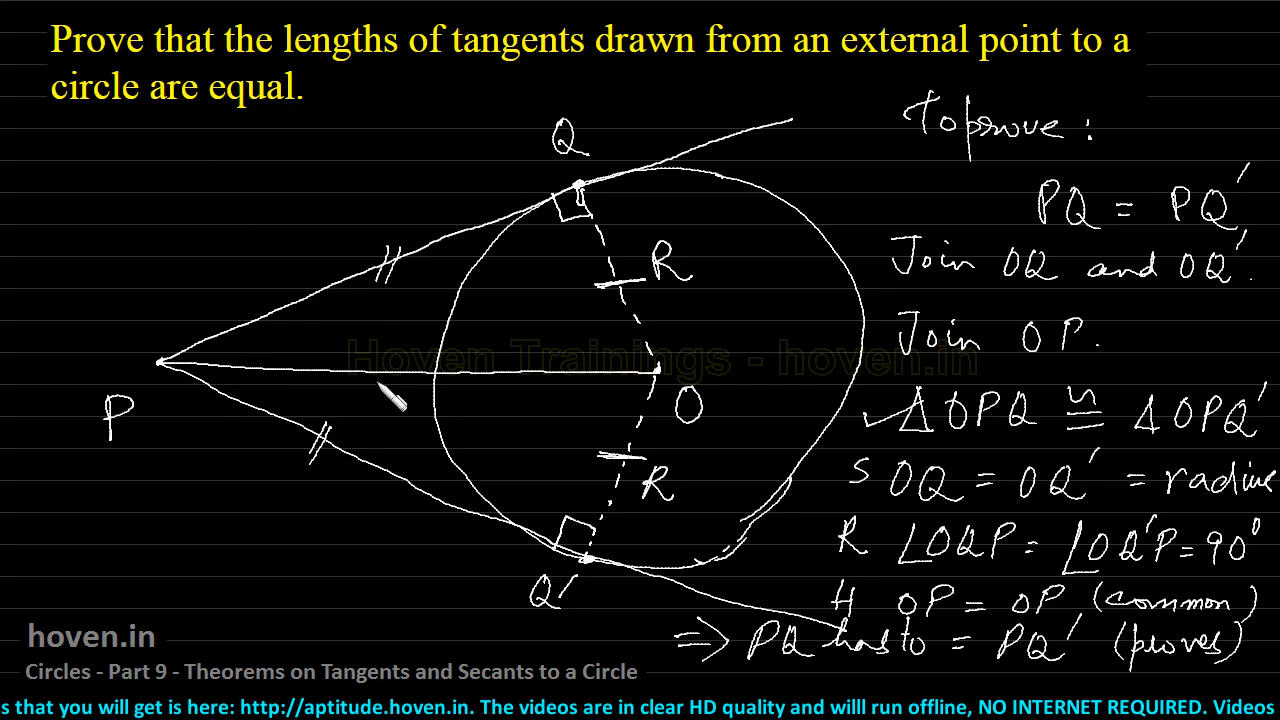 Prove that the lengths of tangents drawn from an external point to a
circle are equal.
To prove :
Q
PQ = PQ'
R
Join OQ and OQ'.
Join OP.
Hoven Trainings - hoven.in
P
O
∆ OPQ ≅ ∆ OPQ'
R
S OQ = OQ' = radius
R ∠OQP = ∠OQ'P = 90°
Q'
H OP = OP (common)
⇒ PQ has to = PQ' (proves)
hoven.in
Circles - Part 9 - Theorems on Tangents and Secants to a Circle
s that you will get is here: http://aptitude.hoven.in. The videos are in clear HD quality and willl run offline, NO INTERNET REQUIRED. Videos